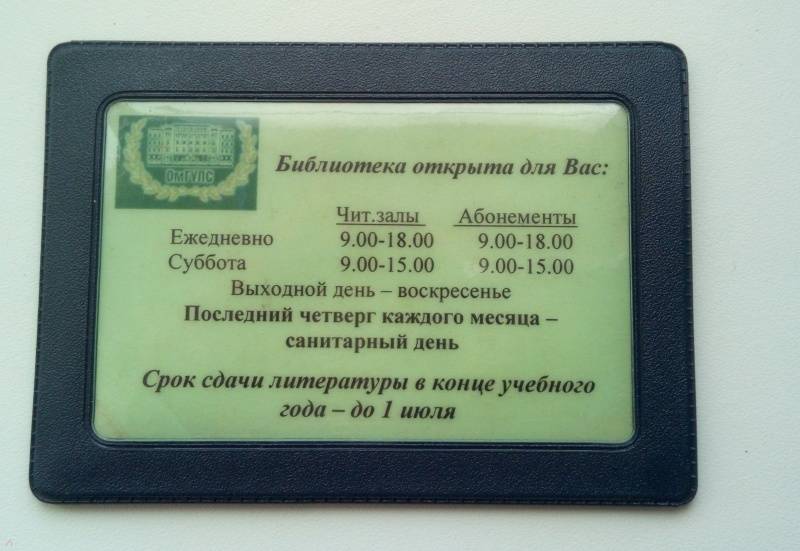 ОмГУПС
Библиотека открыта для Вас:
Чит.залы Абонементы
Ежедневно 9.00-18.00 9.00-18.00
Суббота 9.00-15.00 9.00-15.00
Выходной день – воскресенье
Последний четверг каждого месяца –
санитарный день
Срок сдачи литературы в конце учебного
года – до 1 июля